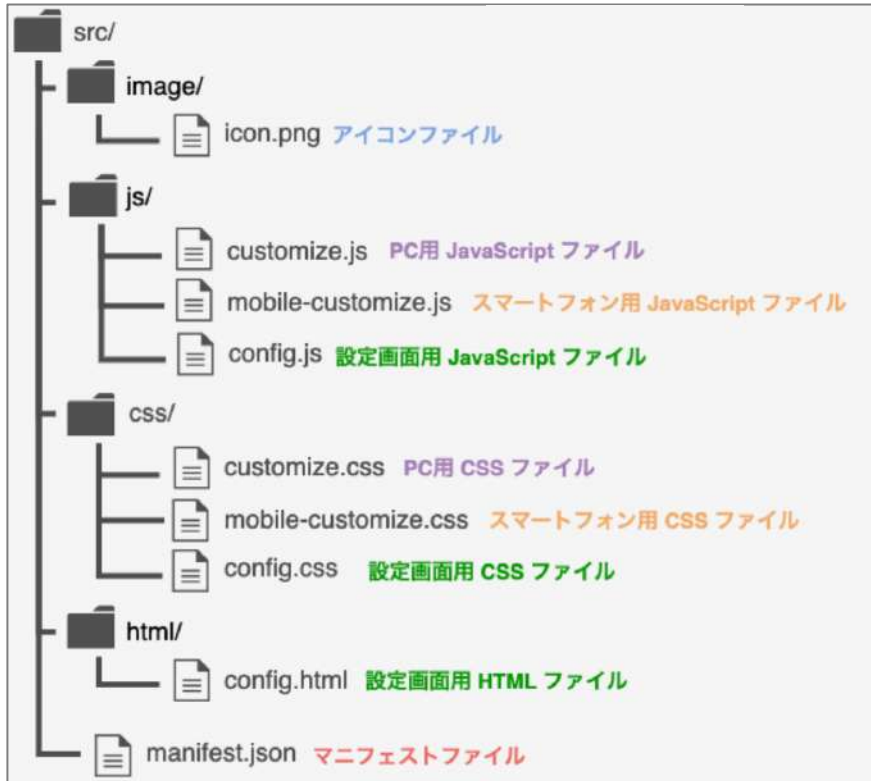 src/
image/
icon.png アイコンファイル
js/
customize.js PC用 JavaScript ファイル
mobile-customize.js スマートフォン用 JavaScript ファイル
config.js 設定画面用 JavaScript ファイル
css/
customize.css PC用 CSS ファイル
mobile-customize.css スマートフォン用 CSS ファイル
config.css 設定画面用 CSS ファイル
html/
config.html 設定画面用 HTML ファイル
manifest.json マニフェストファイル